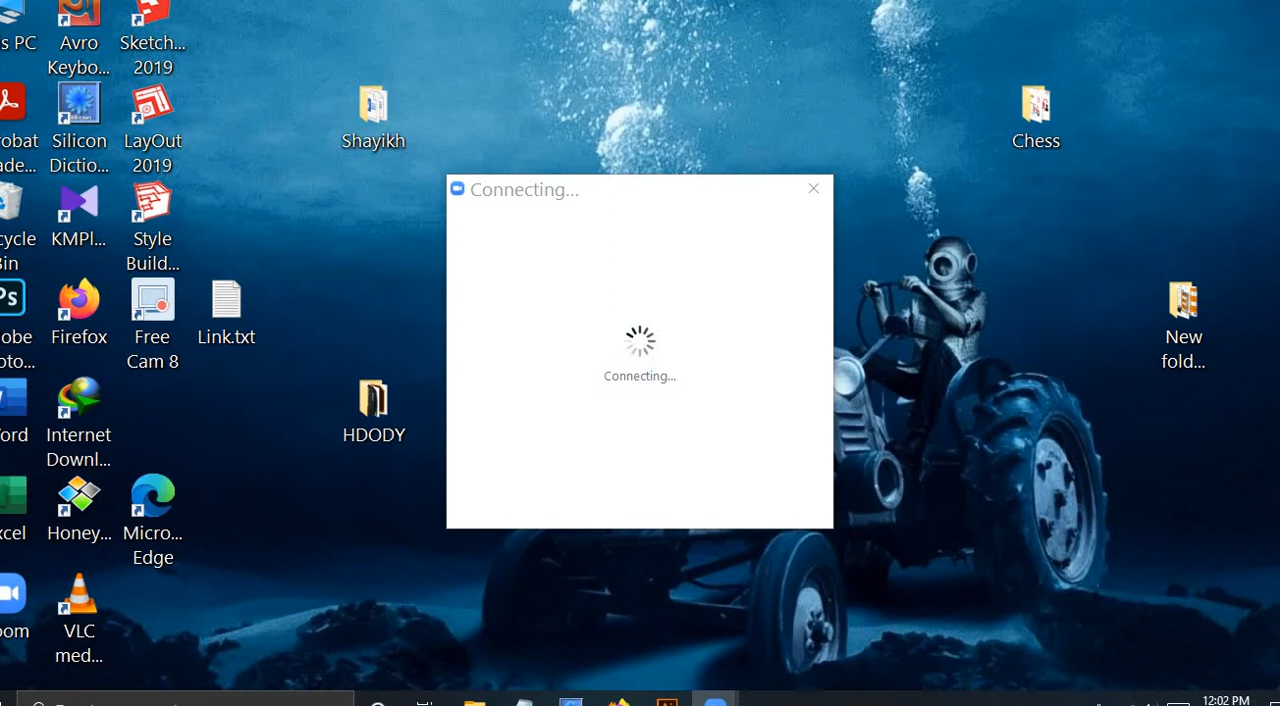 s PC
Avro
Keybo...
Sketch...
2019
obat
ade...
Silicon
Dictio...
LayOut
2019
Shayikh
Chess
cycle
Bin
KMPl...
Style
Build...
Connecting...
Connecting...
Ps
obe
oto...
Firefox
Free
Cam 8
Link.txt
New
fold...
ord
Internet
Downl...
HDODY
xcel
Honey...
Micro...
Edge
oom
VLC
med...
12:02 PM